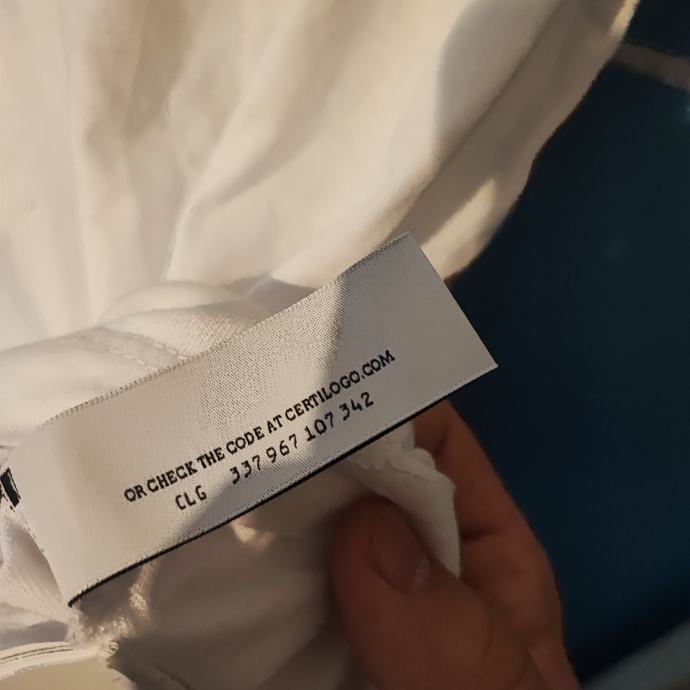 OR CHECK THE CODE AT CERTILOGO.COM
CLG 337 967 107 342